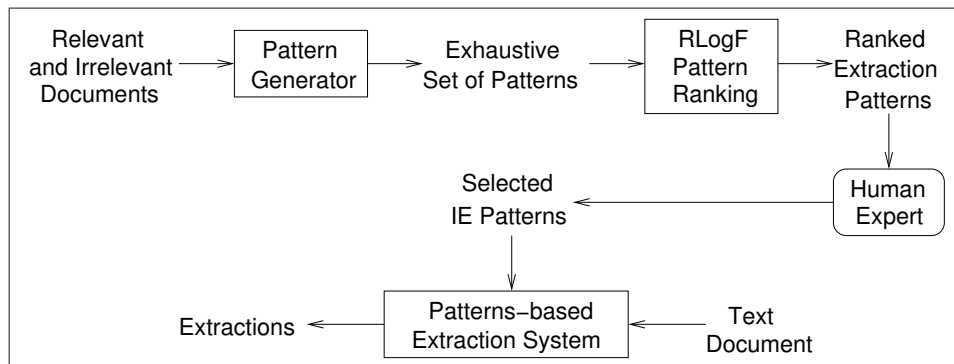 Relevant
and Irrelevant
Documents
Pattern
Generator
Exhaustive
Set of Patterns
RLogF
Pattern
Ranking
Ranked
Extraction
Patterns
Human
Expert
Selected
IE Patterns
Patterns−based
Extraction System
Extractions
Text
Document